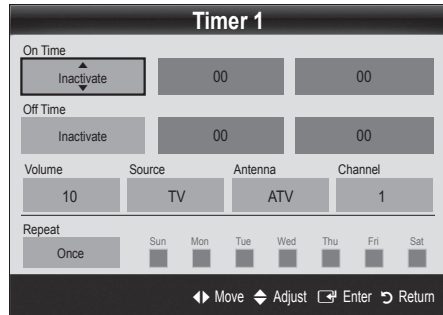 Timer 1
On Time
Inactivate 00 00
Off Time
Inactivate 00 00
Volume Source Antenna Channel
10 TV ATV 1
Repeat
Sun Mon Tue Wed Thu Fri Sat
Once
Move Adjust Enter Return